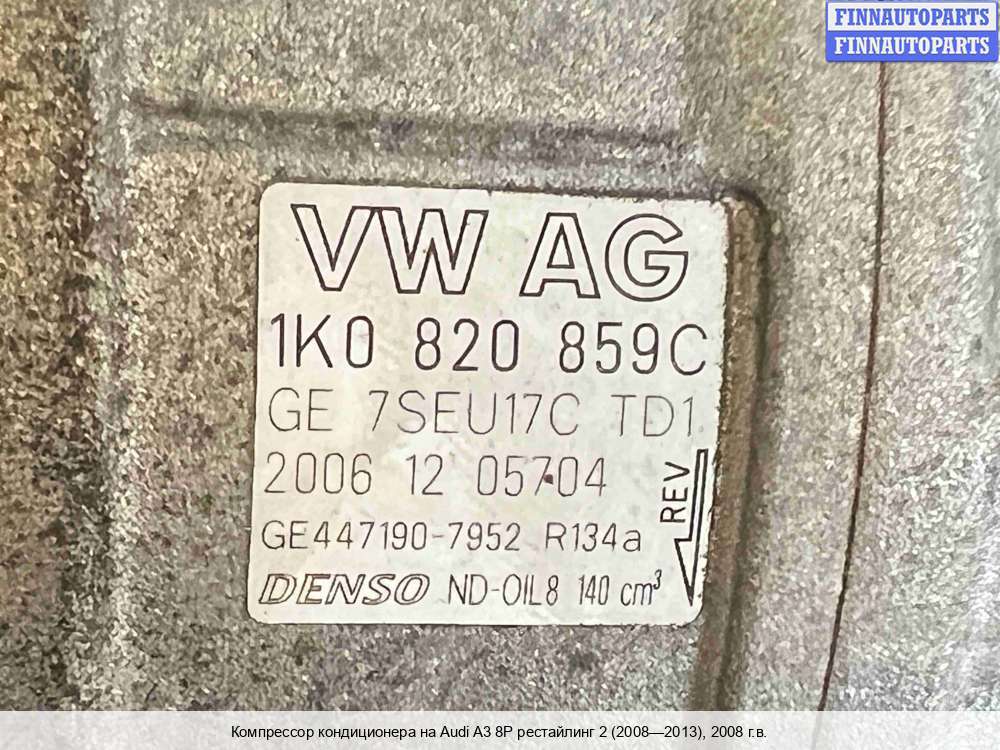 FINNAUTOPARTS
FINNAUTOPARTS
VW AG
1K0 820 859C
GE 7SEU17C TD1
2006 12 05704
REV
GE447190-7952 R134a
DENSO ND-OIL8 140 cm³
Компрессор кондиционера на Audi A3 8P рестайлинг 2 (2008—2013), 2008 г.в.